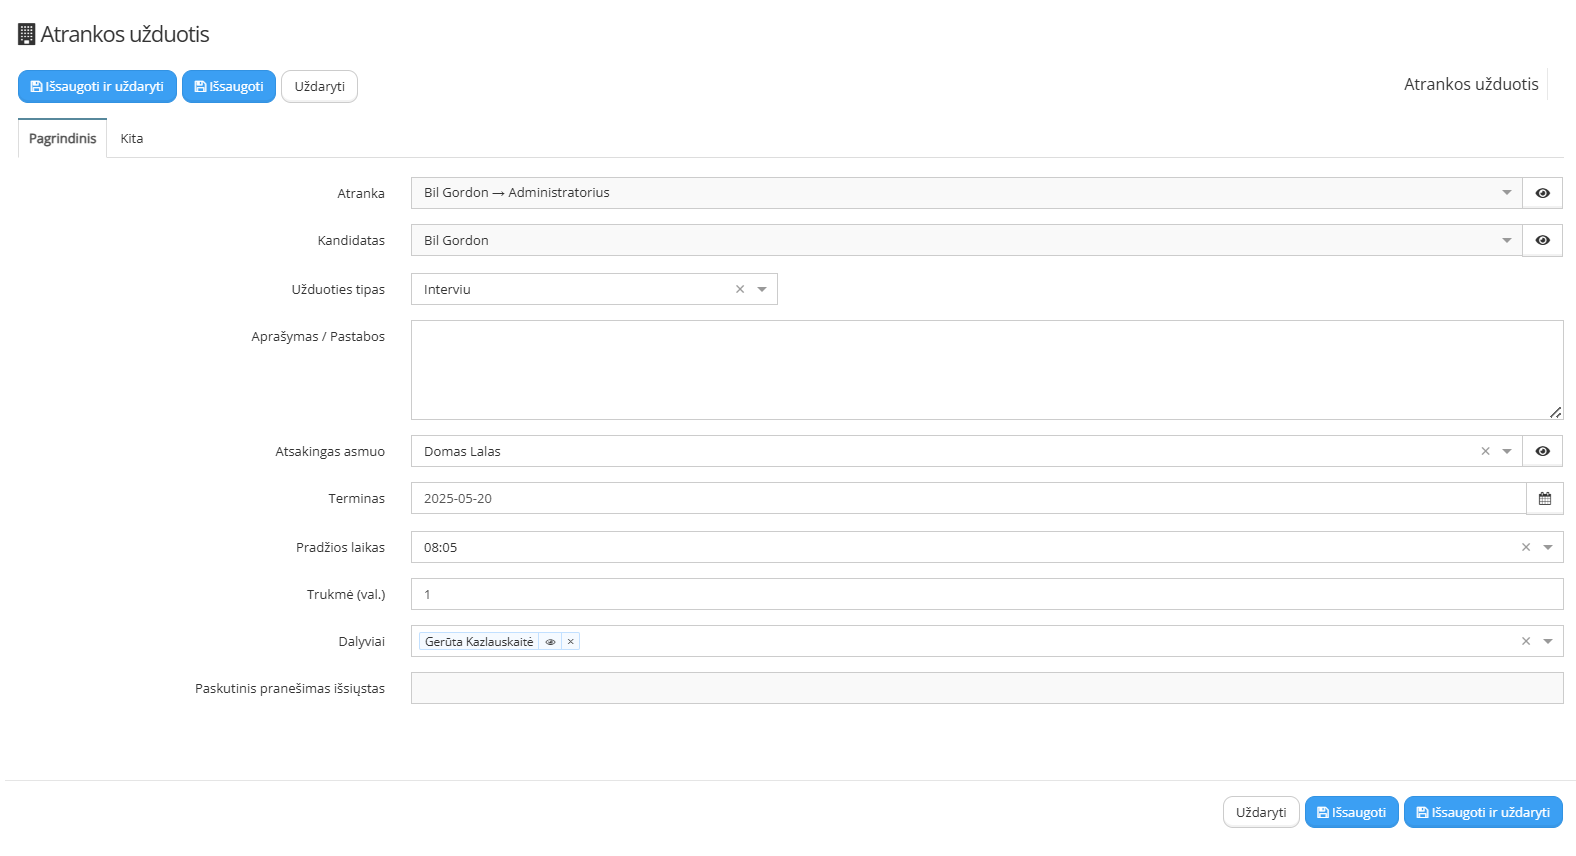 Atrankos užduotis
Išsaugoti ir uždaryti Išsaugoti Uždaryti
Atrankos užduotis
Pagrindinis Kita
Atranka Bil Gordon → Administratorius
Kandidatas Bil Gordon
Užduoties tipas Interviu
Aprašymas / Pastabos
Atsakingas asmuo Domas Lalas
Terminas 2025-05-20
Pradžios laikas 08:05
Trukmė (val.) 1
Dalyviai Gerūta Kazlauskaitė
Paskutinis pranešimas išsiųstas
Uždaryti Išsaugoti Išsaugoti ir uždaryti